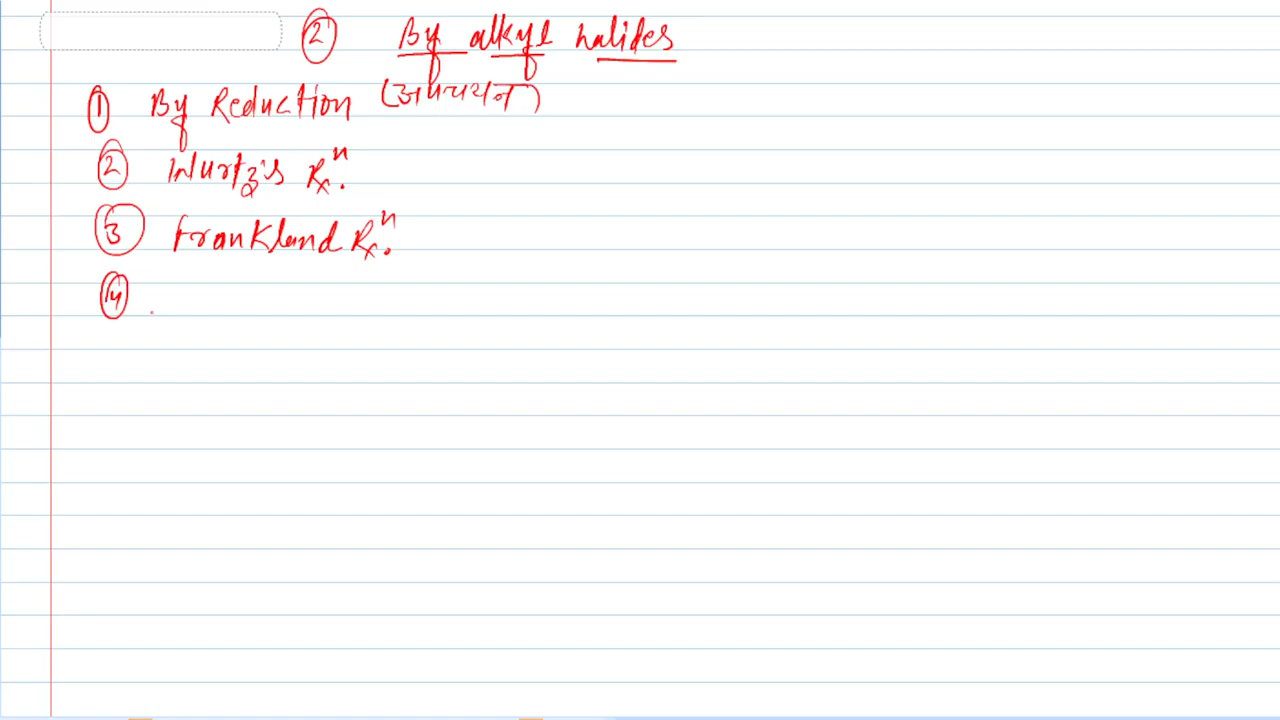 ② By alkyl halides
① By Reduction (अपचयन)
② Wurtz's Rxⁿ.
③ Frankland Rxⁿ.
④